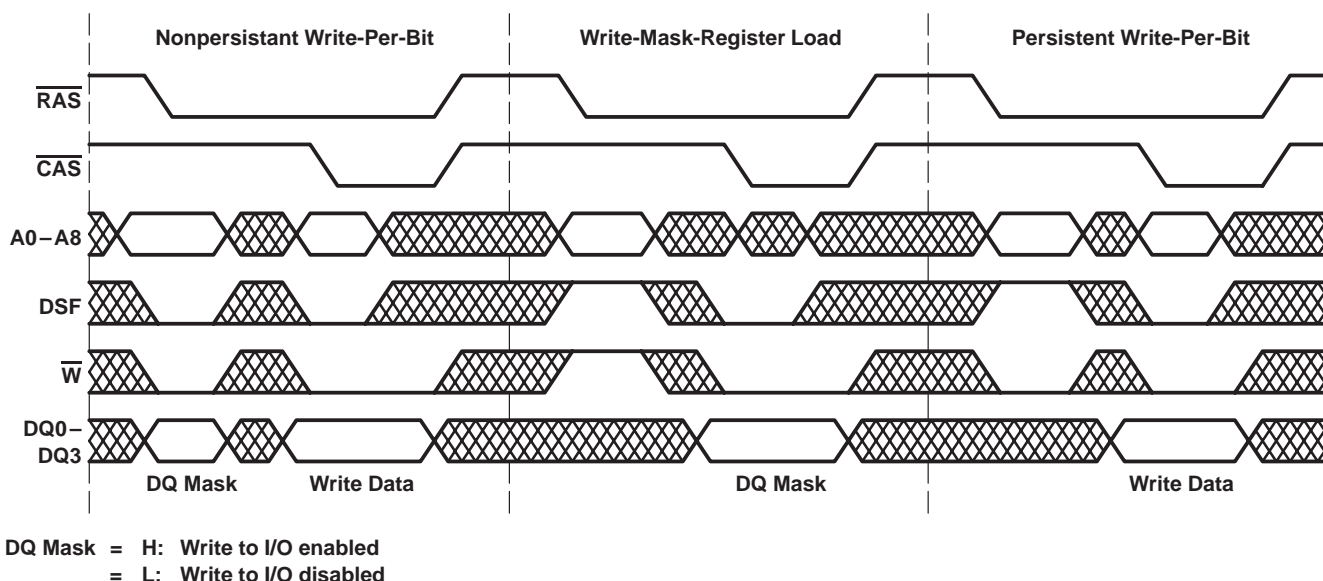 Nonpersistant Write-Per-Bit
Write-Mask-Register Load
Persistent Write-Per-Bit
RAS
CAS
A0–A8
DSF
W
DQ0–
DQ3
DQ Mask
Write Data
DQ Mask
Write Data
DQ Mask = H: Write to I/O enabled
= L: Write to I/O disabled